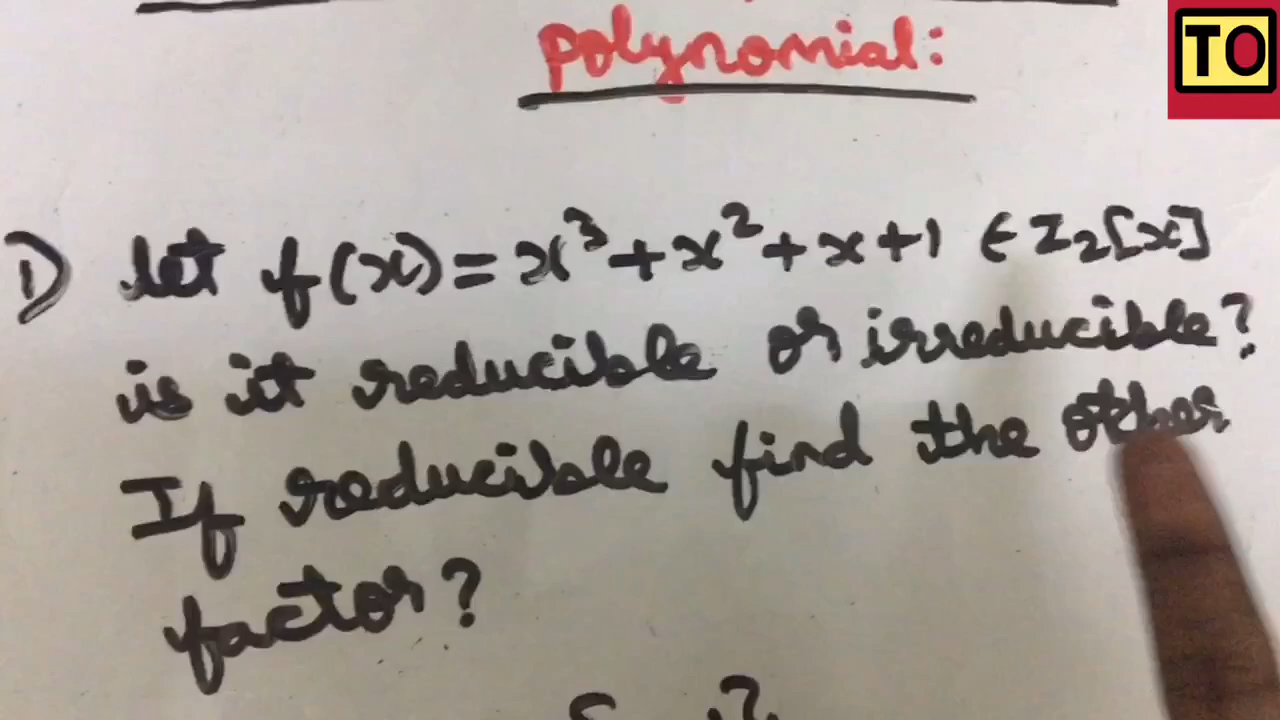 polynomial:
TO
1) let f(x) = x³ + x² + x + 1 ∈ Z₂[x]
is it reducible or irreducible?
If reducible find the other
factor?